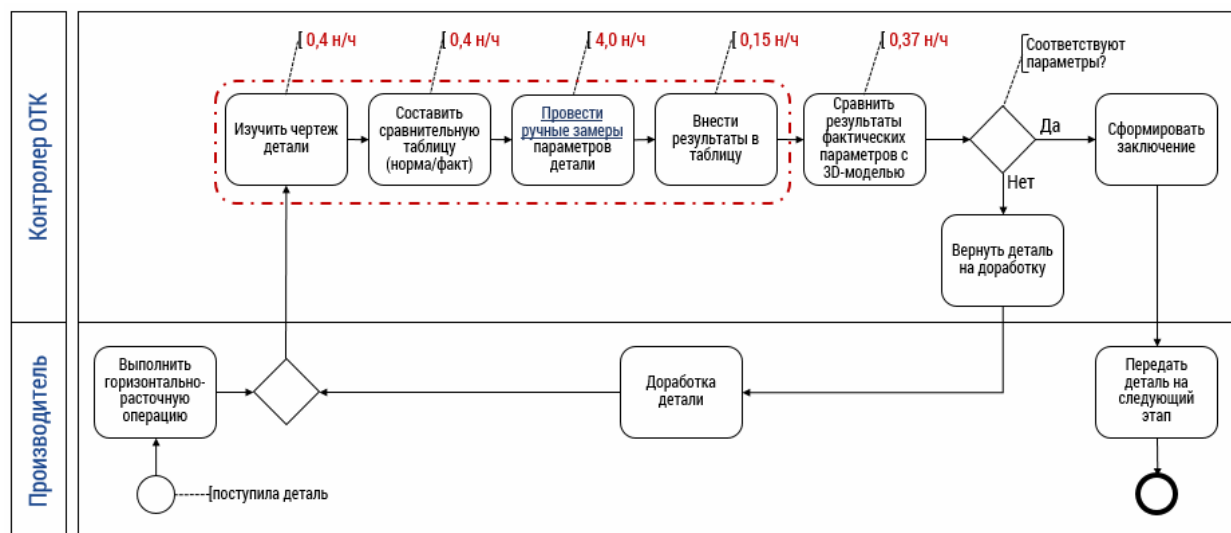 Контролер ОТК
[ 0,4 н/ч
[ 0,4 н/ч
[ 4,0 н/ч
[ 0,15 н/ч
[ 0,37 н/ч
Соответствуют
параметры?
Изучить чертеж
детали
Составить
сравнительную
таблицу
(норма/факт)
Провести
ручные замеры
параметров
детали
Внести
результаты в
таблицу
Сравнить
результаты
фактических
параметров с
3D-моделью
Да
Нет
Сформировать
заключение
Вернуть деталь
на доработку
Производитель
Выполнить
горизонтально-
расточную
операцию
Доработка
детали
Передать
деталь на
следующий
этап
[поступила деталь